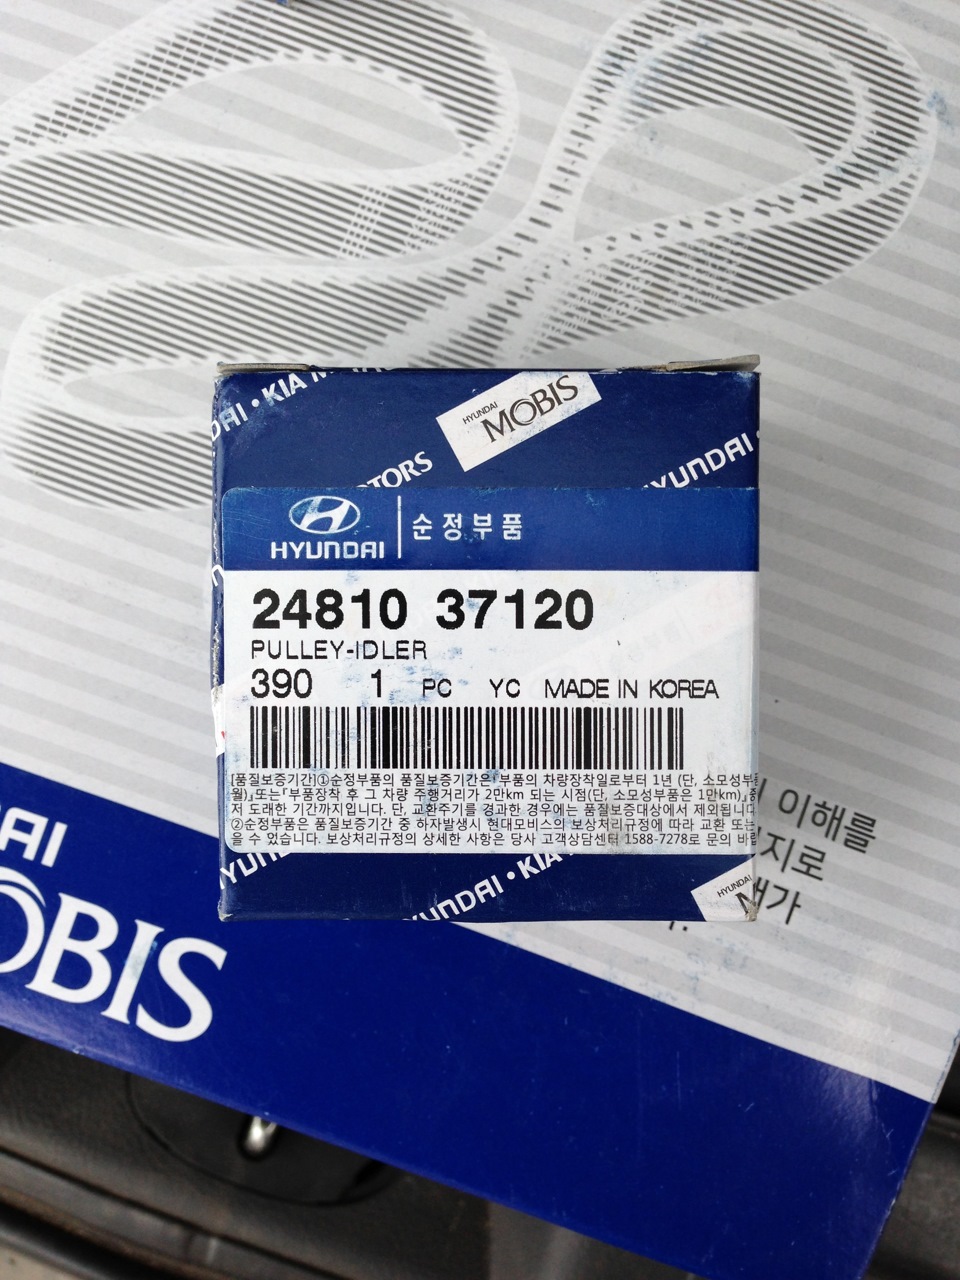 DAI • KIA M
HYUNDAI
MOBIS
TORS
HYUNDAI •
HYUNDAI
순정부품
24810 37120
PULLEY-IDLER
390 1 PC YC MADE IN KOREA
[품질보증기간]①순정부품의 품질보증기간은『부품의 차량장착일로부터 1년 (단, 소모성부
월)』또는『부품장착 후 그 차량 주행거리가 2만km 되는 시점(단, 소모성부품은 1만km)』중
저 도래한 기간까지입니다. 단, 교환주기를 경과한 경우에는 품질보증대상에서 제외됩니다
②순정부품은 품질보증기간 중 하자발생시 현대모비스의 보상처리규정에 따라 교환 또는
을 수 있습니다. 보상처리규정의 상세한 사항은 당사 고객상담센터 1588-7278로 문의 바랍
HYUNDAI • KIA
HYUNDAI
이해를
지로
AI
OBIS